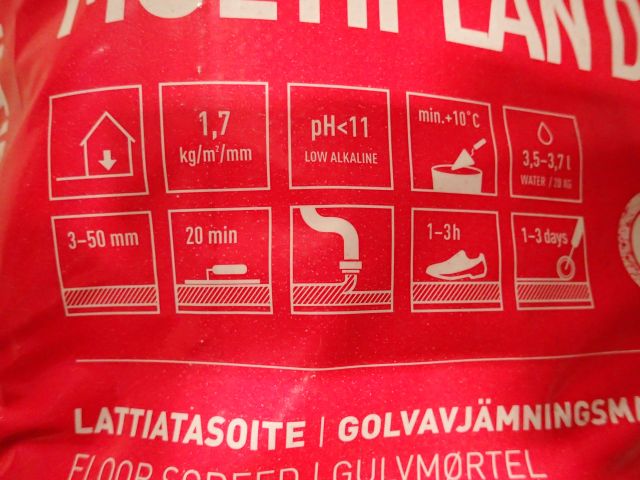 MULTIPLAN D
1,7
kg/m²/mm
pH<11
LOW ALKALINE
min.+10°C
3,5–3,7 l
WATER / 20 KG
3–50 mm
20 min
1–3h
1–3 days
LATTIATASOITE | GOLVAVJÄMNINGSM
FLOOR SCREED | GULVMØRTEL